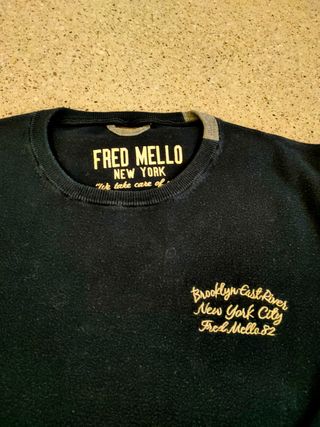 FRED MELLO
NEW YORK
"We take care of
Brooklyn East River
New York City
Fred Mello 82